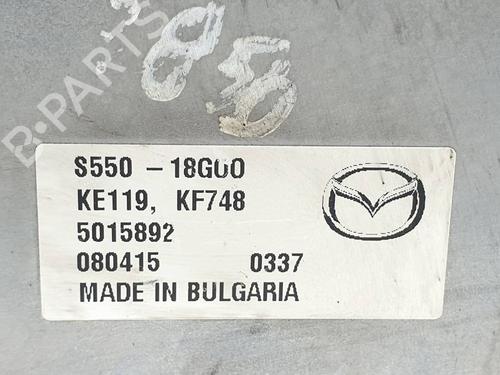 B-PARTS
S550 -18G00
KE119, KF748
5015892
080415 0337
MADE IN BULGARIA